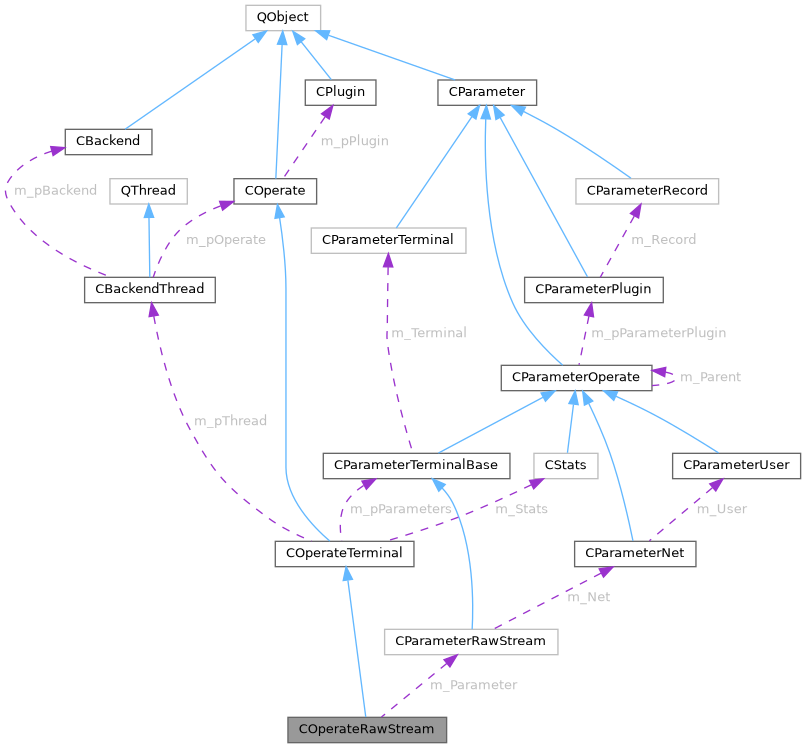 QObject
CPlugin
CParameter
CBackend
m_pPlugin
m_pBackend
QThread
COperate
CParameterRecord
m_pOperate
CParameterTerminal
m_Record
CBackendThread
CParameterPlugin
m_Terminal
m_pParameterPlugin
CParameterOperate
m_Parent
m_pThread
CParameterTerminalBase
CStats
CParameterUser
m_pParameters
m_Stats
m_User
COperateTerminal
CParameterNet
m_Net
CParameterRawStream
m_Parameter
COperateRawStream